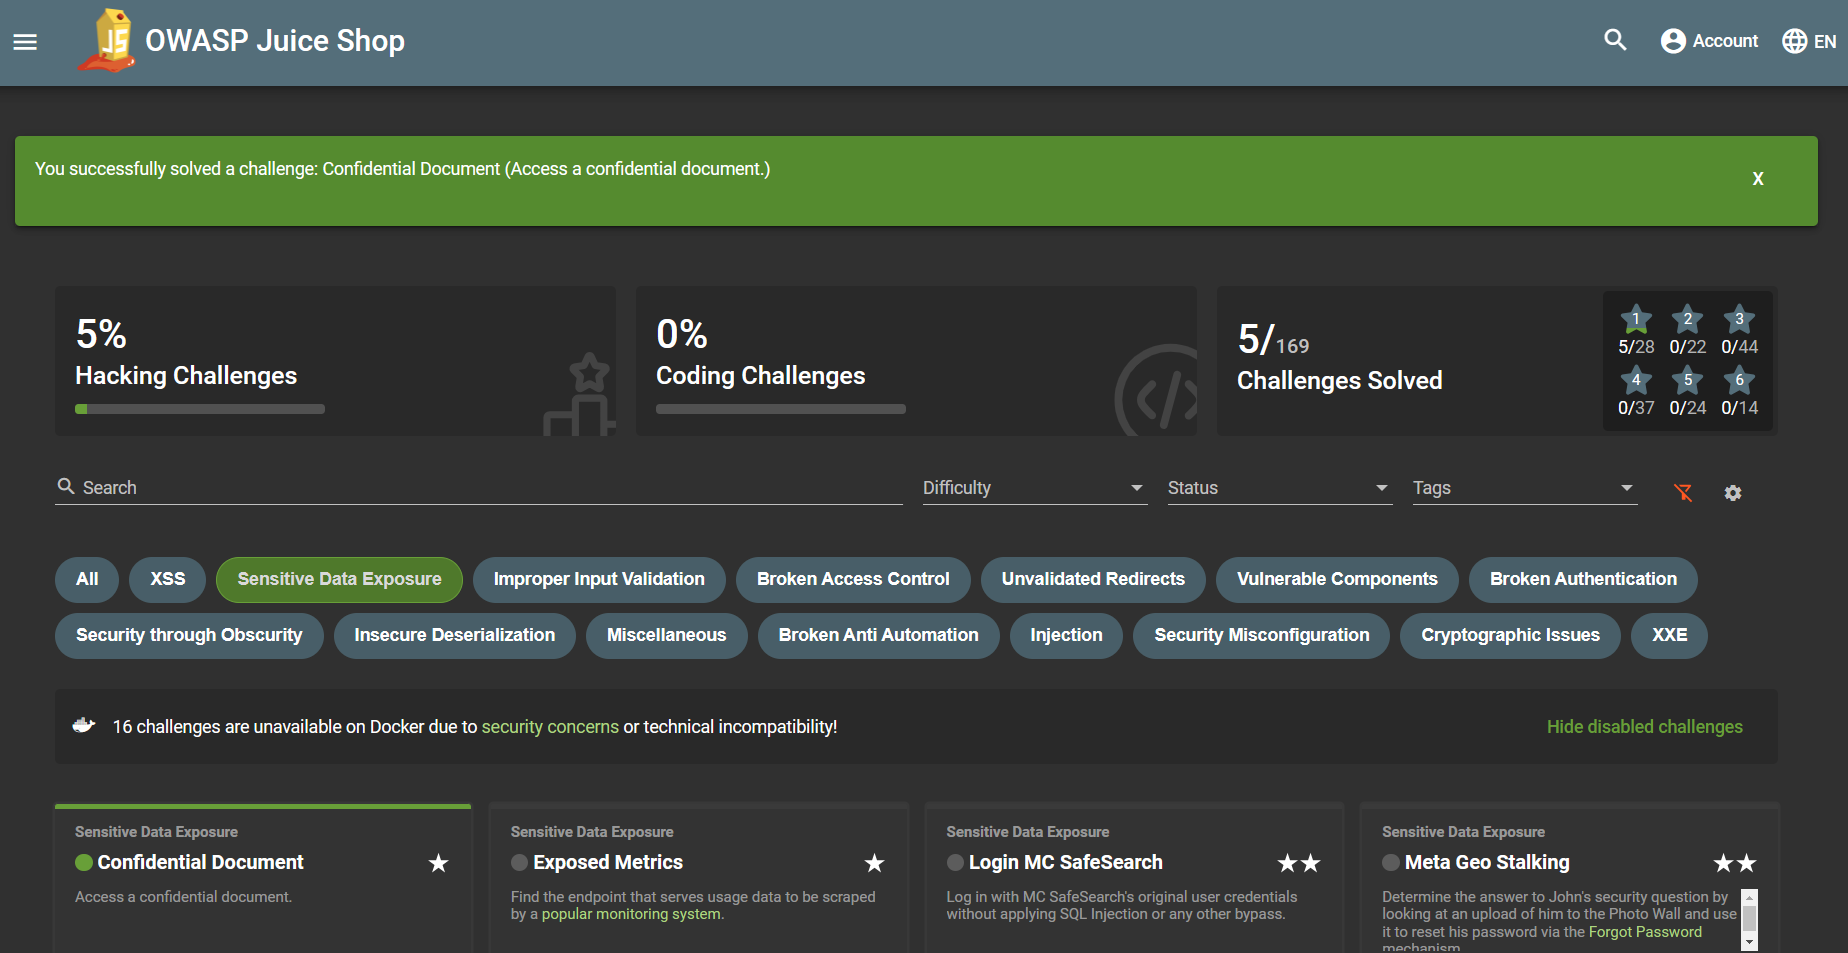 OWASP Juice Shop
Account
EN
You successfully solved a challenge: Confidential Document (Access a confidential document.)
X
5%
Hacking Challenges
0%
Coding Challenges
5/169
Challenges Solved
1 2 3
5/28 0/22 0/44
4 5 6
0/37 0/24 0/14
Search
Difficulty
Status
Tags
All
XSS
Sensitive Data Exposure
Improper Input Validation
Broken Access Control
Unvalidated Redirects
Vulnerable Components
Broken Authentication
Security through Obscurity
Insecure Deserialization
Miscellaneous
Broken Anti Automation
Injection
Security Misconfiguration
Cryptographic Issues
XXE
16 challenges are unavailable on Docker due to security concerns or technical incompatibility!
Hide disabled challenges
Sensitive Data Exposure
Confidential Document
Access a confidential document.
Sensitive Data Exposure
Exposed Metrics
Find the endpoint that serves usage data to be scraped
by a popular monitoring system.
Sensitive Data Exposure
Login MC SafeSearch
Log in with MC SafeSearch's original user credentials
without applying SQL Injection or any other bypass.
Sensitive Data Exposure
Meta Geo Stalking
Determine the answer to John's security question by
looking at an upload of him to the Photo Wall and use
it to reset his password via the Forgot Password
mechanism
JS